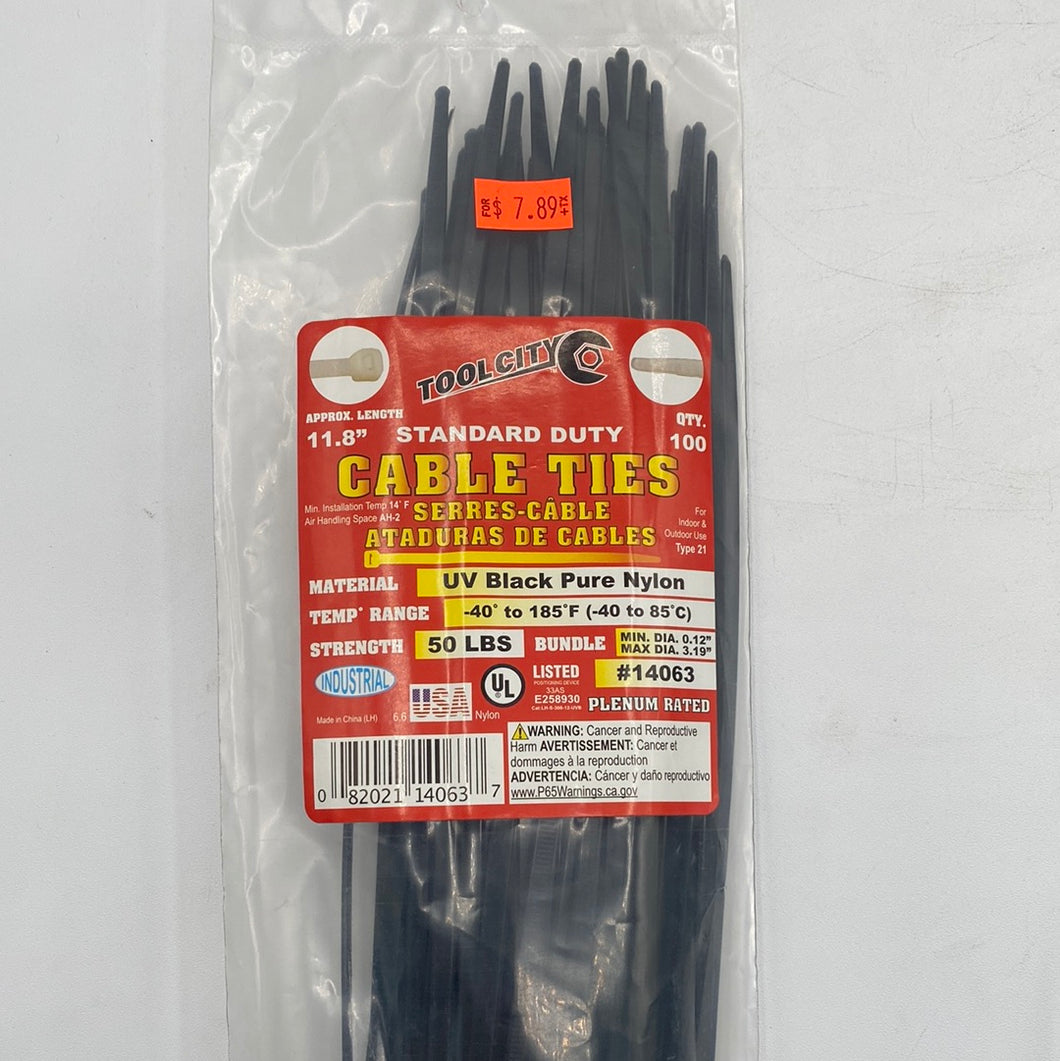 FOR $ 7.89 +TX
TOOL CITY
APPROX. LENGTH
11.8”
QTY.
100
STANDARD DUTY
CABLE TIES
Min. Installation Temp 14° F
Air Handling Space AH-2
SERRES-CÂBLE
ATADURAS DE CABLES
For
Indoor &
Outdoor Use
Type 21
MATERIAL UV Black Pure Nylon
TEMP° RANGE -40° to 185°F (-40 to 85°C)
STRENGTH 50 LBS BUNDLE MIN. DIA. 0.12”
MAX DIA. 3.19”
INDUSTRIAL
UL
LISTED
POSITIONING DEVICE
33AS
E258930
#14063
PLENUM RATED
Made in China (LH) 6.6 USA Nylon
WARNING: Cancer and Reproductive
Harm AVERTISSEMENT: Cancer et
dommages à la reproduction
ADVERTENCIA: Cáncer y daño reproductivo
www.P65Warnings.ca.gov
0 82021 14063 7